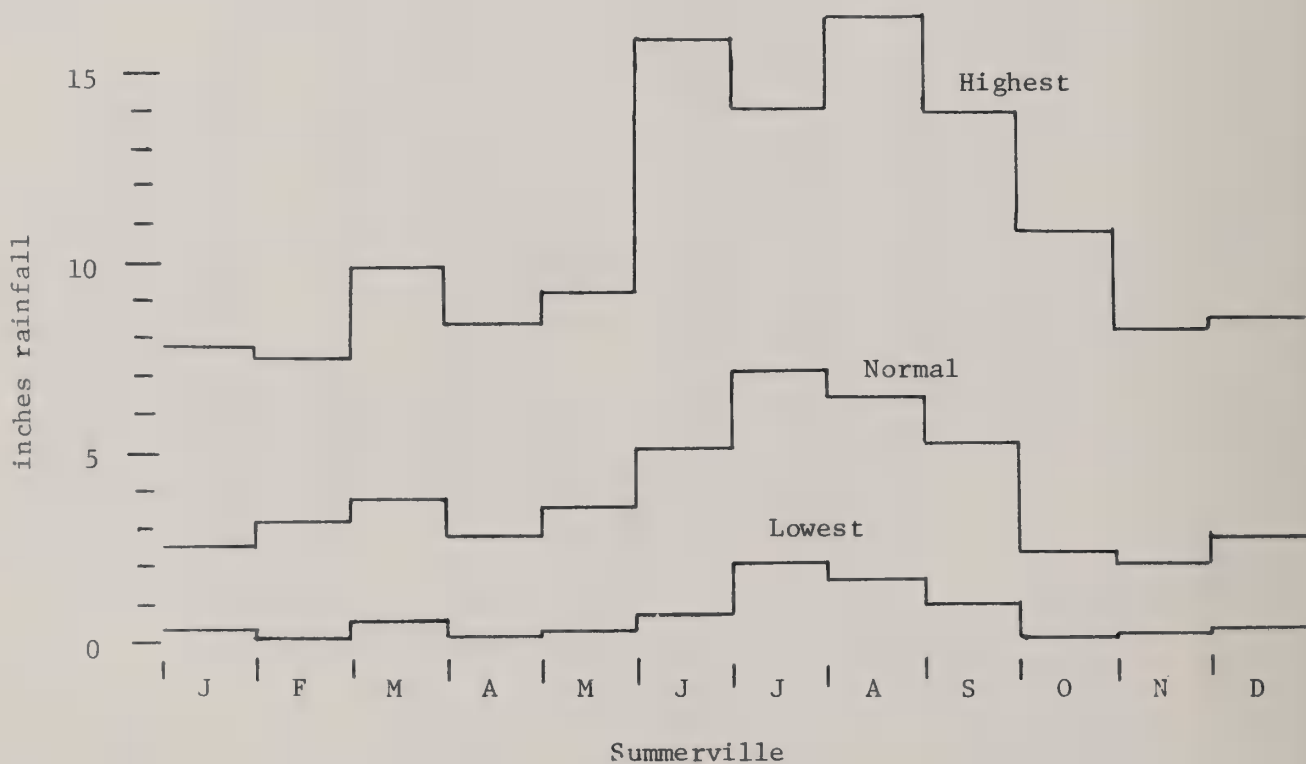 15
Highest
10
inches rainfall
Normal
5
Lowest
0
J F M A M J J A S O N D
Summerville